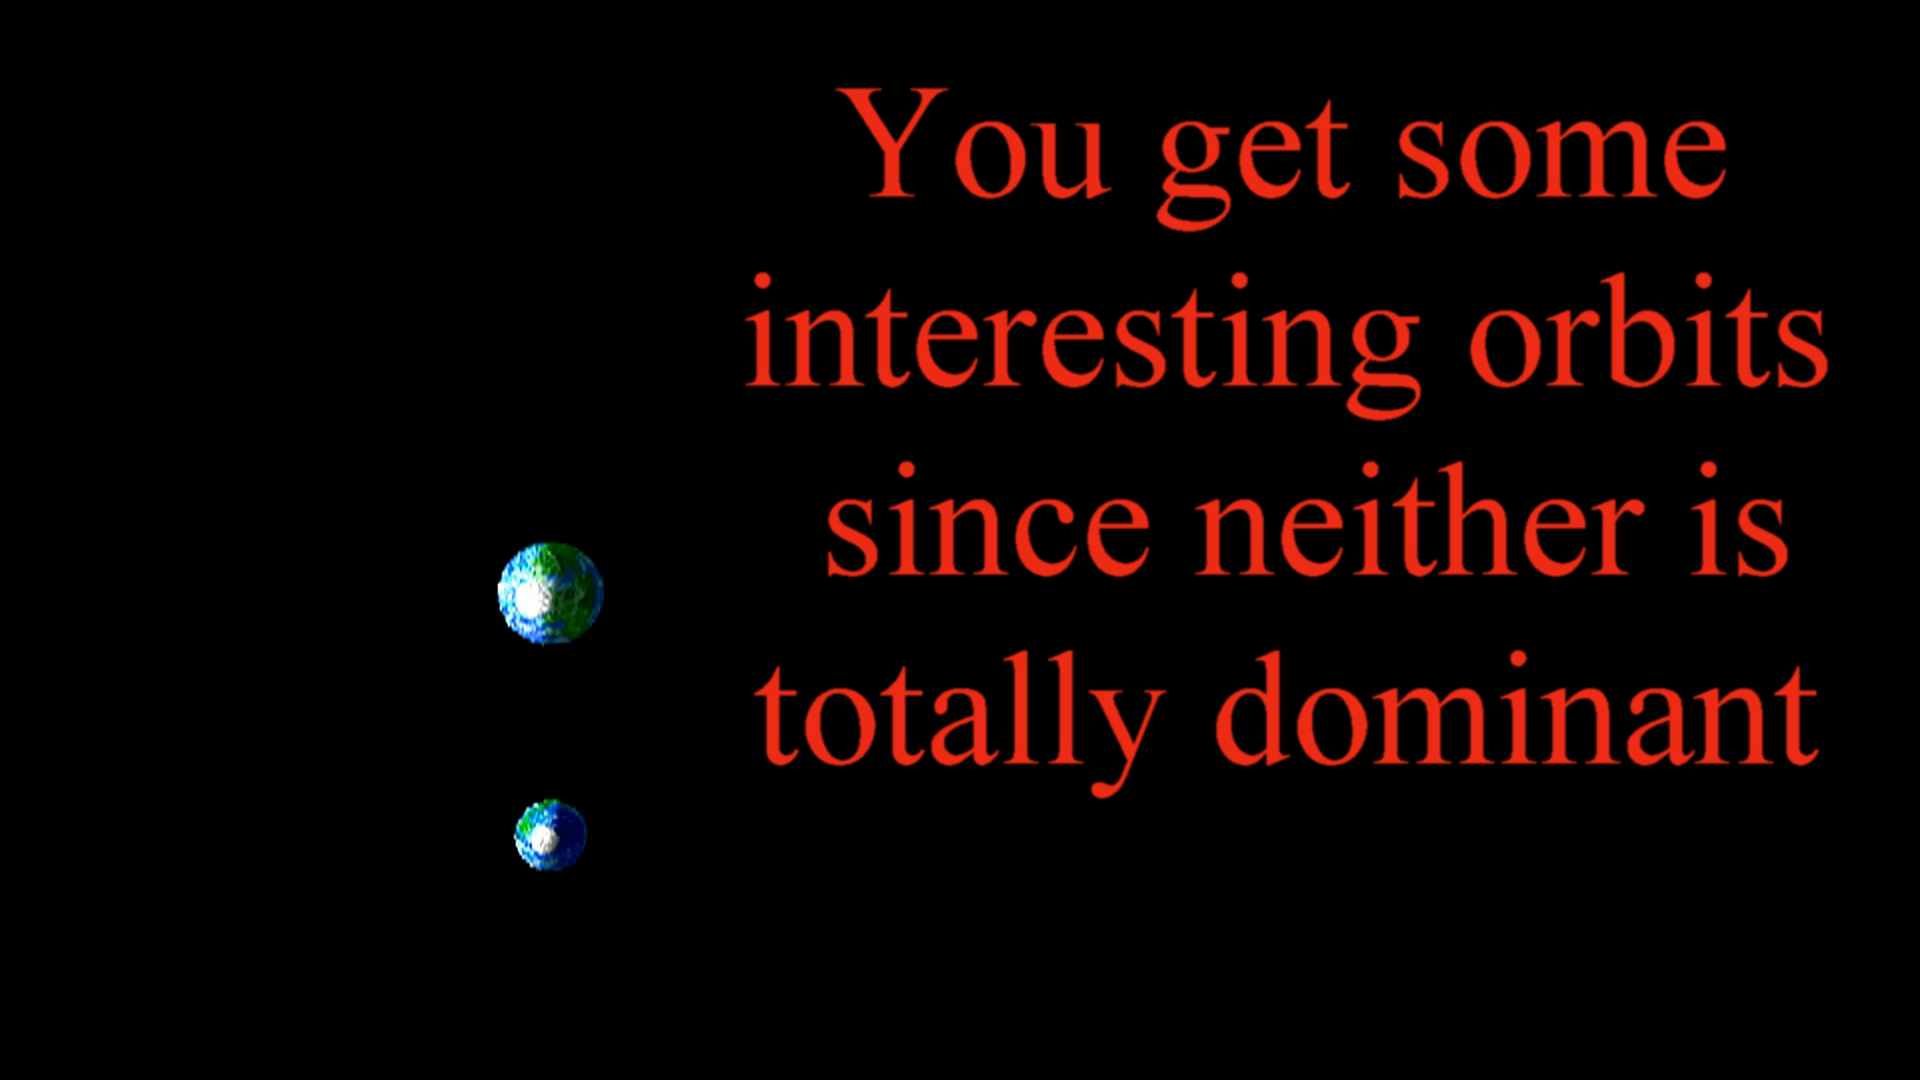 You get some
interesting orbits
since neither is
totally dominant